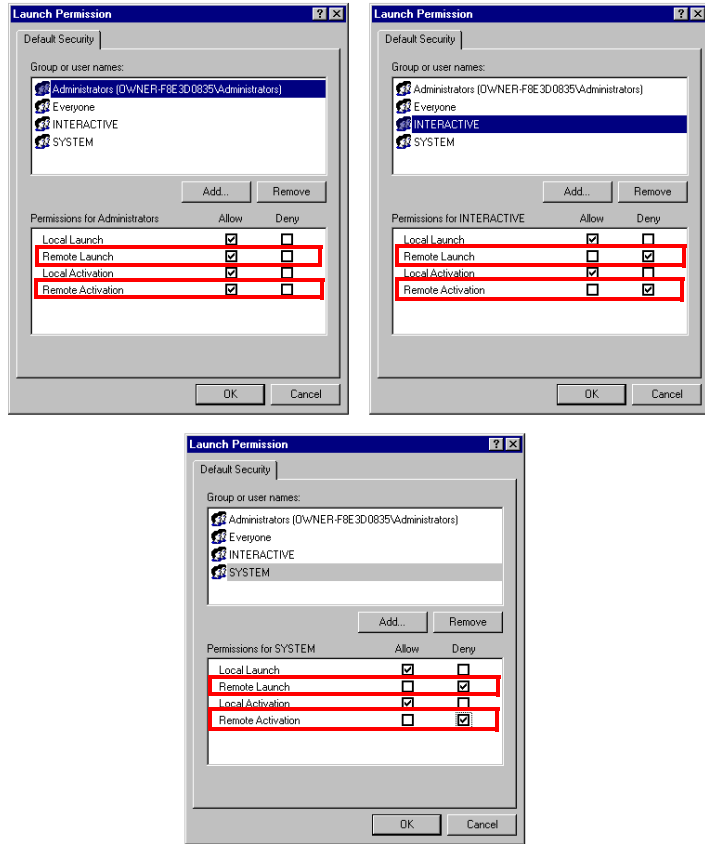 Launch Permission
Default Security
Group or user names:
Administrators (OWNER-F8E3D0835\Administrators)
Everyone
INTERACTIVE
SYSTEM
Add... Remove
Permissions for Administrators Allow Deny
Local Launch
Remote Launch
Local Activation
Remote Activation
OK Cancel
Launch Permission
Default Security
Group or user names:
Administrators (OWNER-F8E3D0835\Administrators)
Everyone
INTERACTIVE
SYSTEM
Add... Remove
Permissions for INTERACTIVE Allow Deny
Local Launch
Remote Launch
Local Activation
Remote Activation
OK Cancel
Launch Permission
Default Security
Group or user names:
Administrators (OWNER-F8E3D0835\Administrators)
Everyone
INTERACTIVE
SYSTEM
Add... Remove
Permissions for SYSTEM Allow Deny
Local Launch
Remote Launch
Local Activation
Remote Activation
OK Cancel